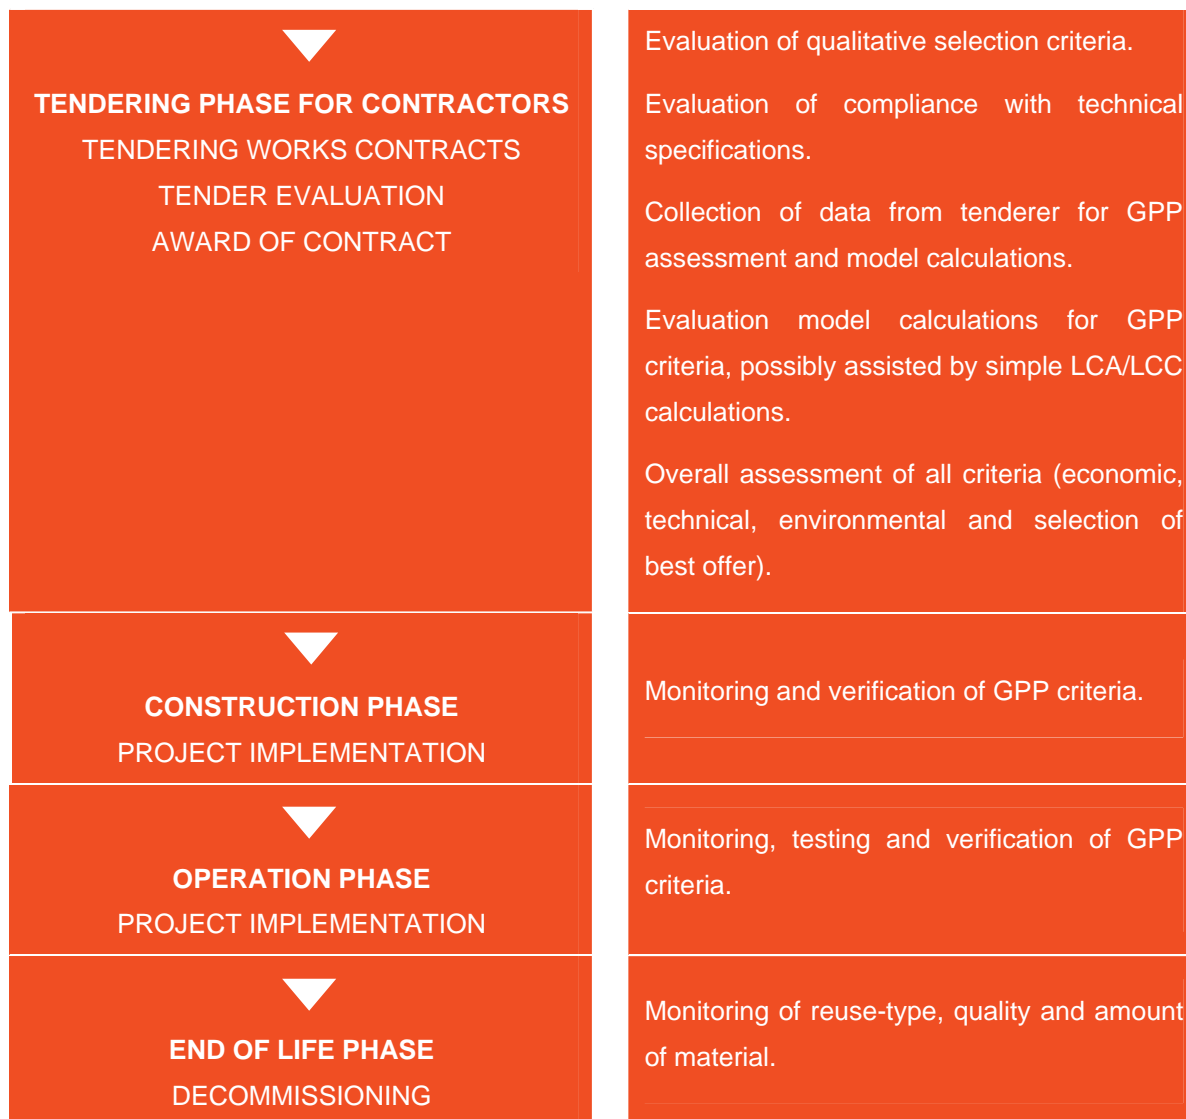 TENDERING PHASE FOR CONTRACTORS
TENDERING WORKS CONTRACTS
TENDER EVALUATION
AWARD OF CONTRACT
Evaluation of qualitative selection criteria.
Evaluation of compliance with technical
specifications.
Collection of data from tenderer for GPP
assessment and model calculations.
Evaluation model calculations for GPP
criteria, possibly assisted by simple LCA/LCC
calculations.
Overall assessment of all criteria (economic,
technical, environmental and selection of
best offer).
CONSTRUCTION PHASE
PROJECT IMPLEMENTATION
Monitoring and verification of GPP criteria.
OPERATION PHASE
PROJECT IMPLEMENTATION
Monitoring, testing and verification of GPP
criteria.
END OF LIFE PHASE
DECOMMISSIONING
Monitoring of reuse-type, quality and amount
of material.